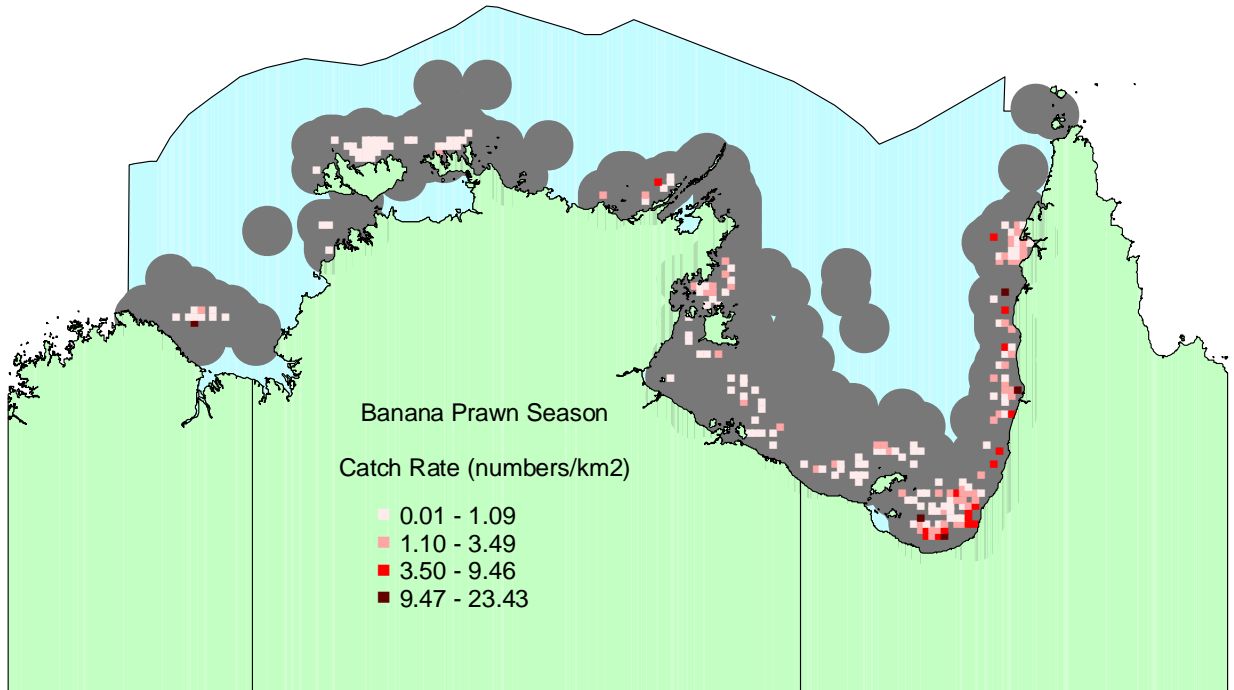 Banana Prawn Season
Catch Rate (numbers/km2)
0.01 - 1.09
1.10 - 3.49
3.50 - 9.46
9.47 - 23.43